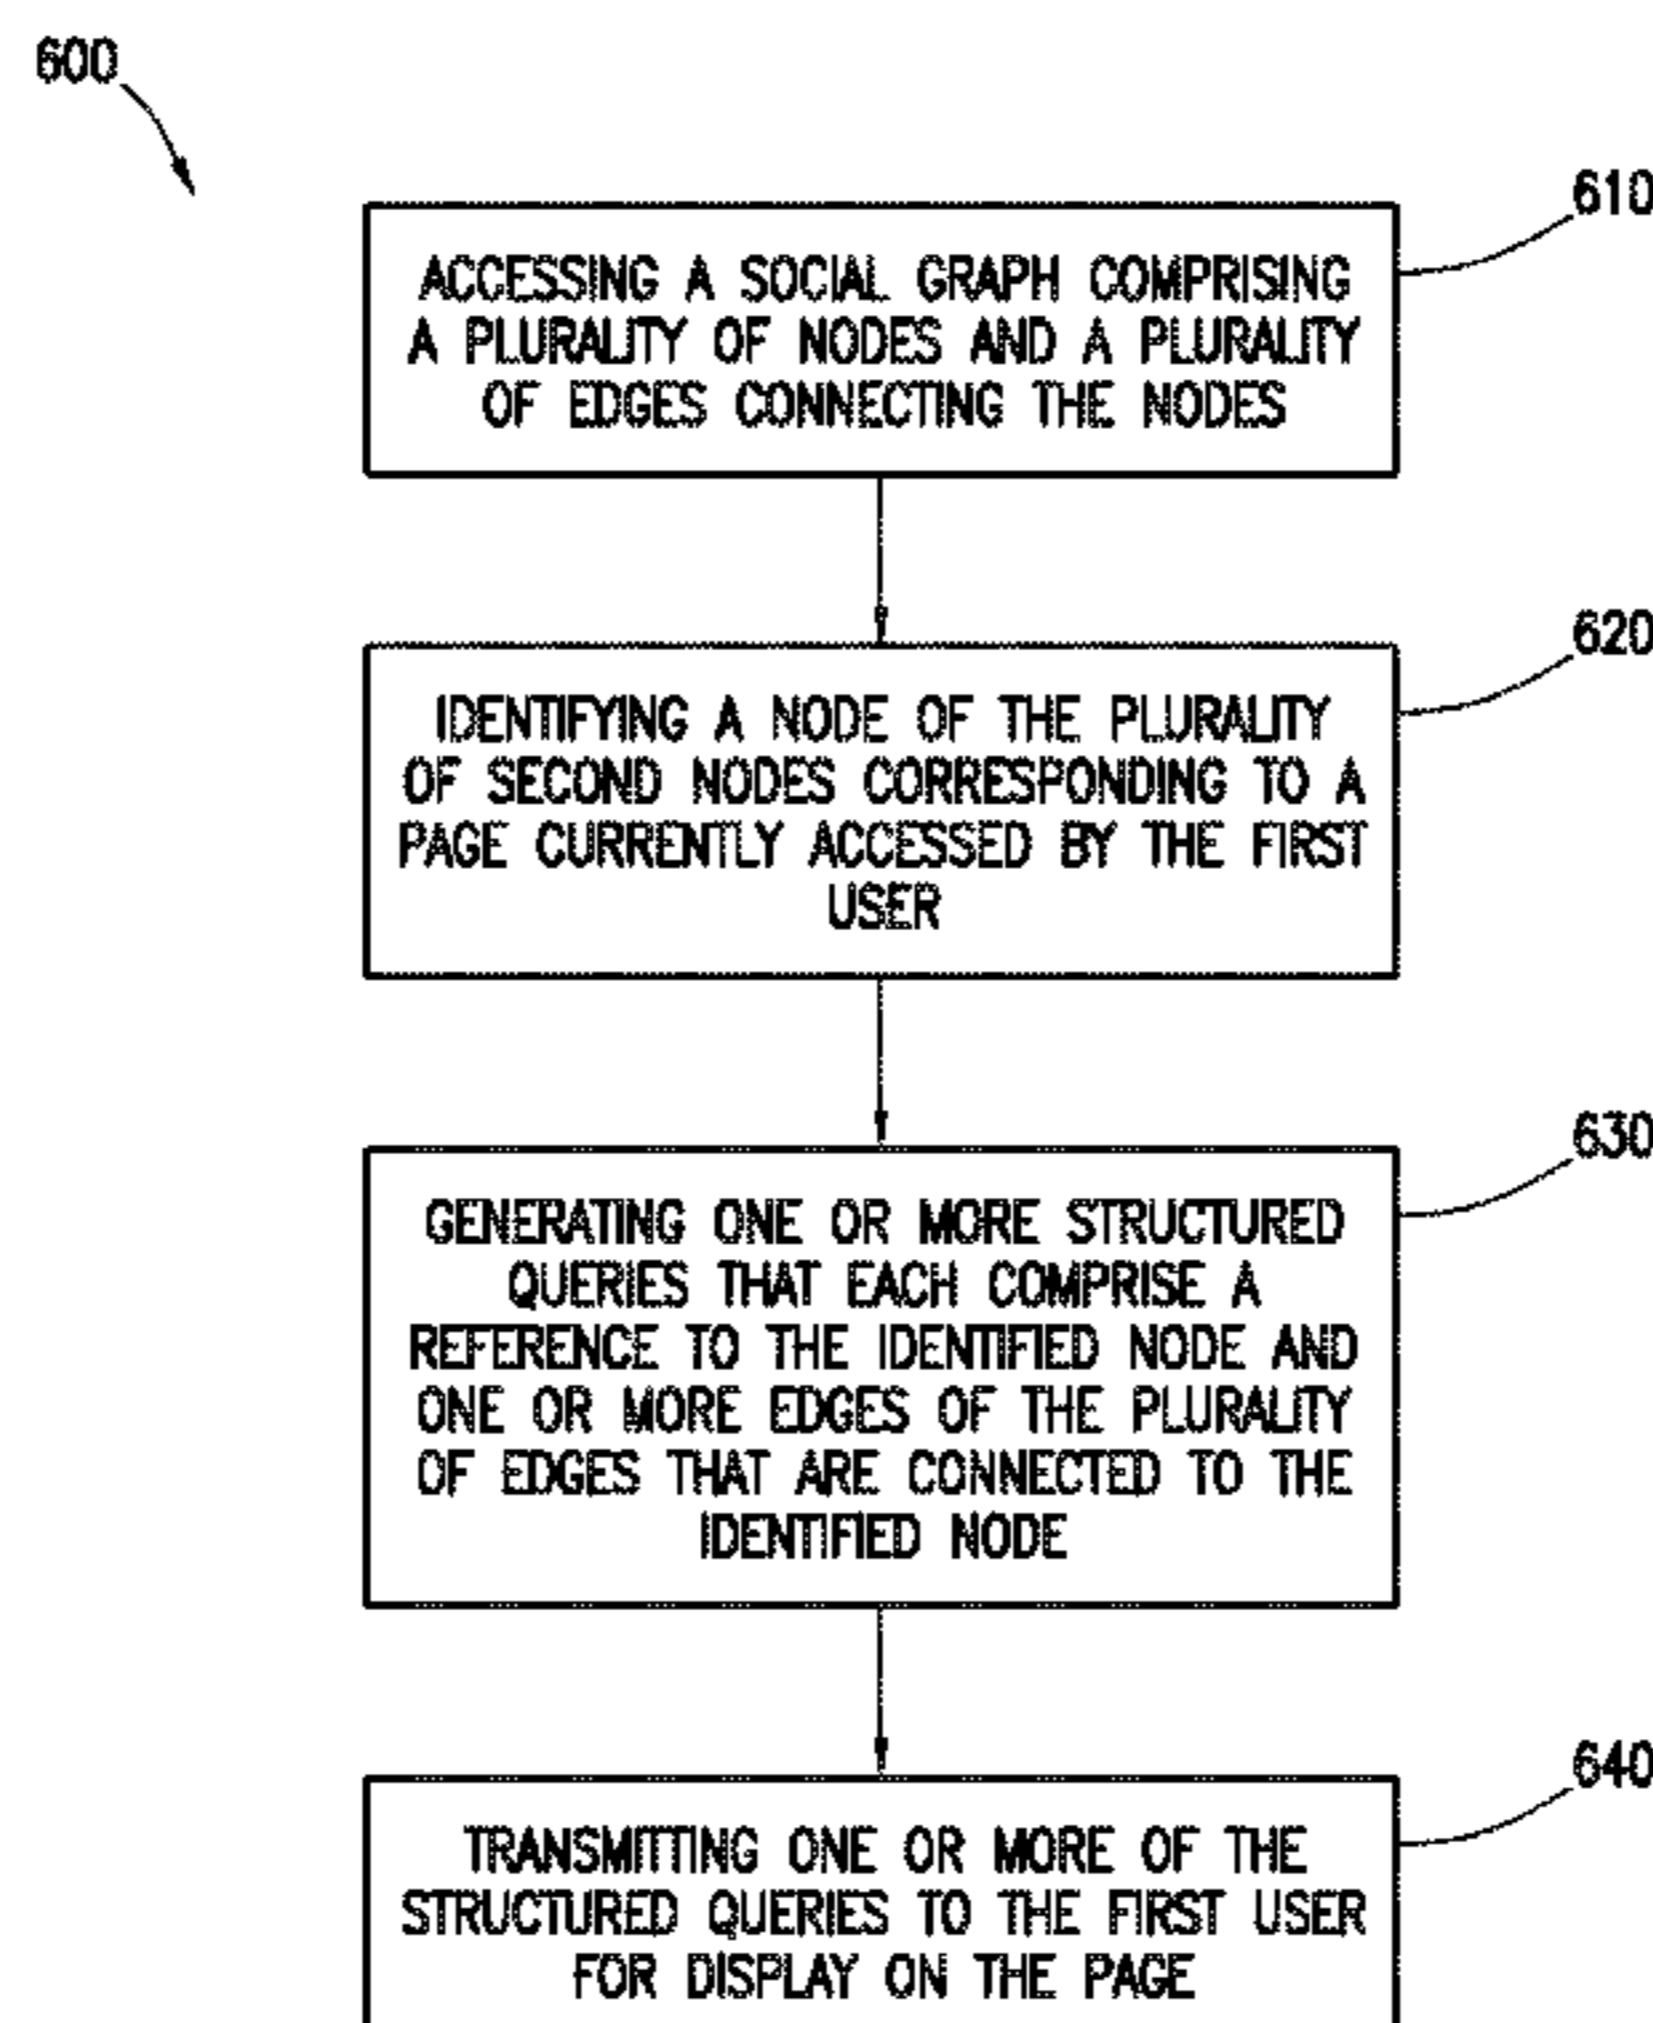 600
610
ACCESSING A SOCIAL GRAPH COMPRISING
A PLURALITY OF NODES AND A PLURALITY
OF EDGES CONNECTING THE NODES
620
IDENTIFYING A NODE OF THE PLURALITY
OF SECOND NODES CORRESPONDING TO A
PAGE CURRENTLY ACCESSED BY THE FIRST
USER
630
GENERATING ONE OR MORE STRUCTURED
QUERIES THAT EACH COMPRISE A
REFERENCE TO THE IDENTIFIED NODE AND
ONE OR MORE EDGES OF THE PLURALITY
OF EDGES THAT ARE CONNECTED TO THE
IDENTIFIED NODE
640
TRANSMITTING ONE OR MORE OF THE
STRUCTURED QUERIES TO THE FIRST USER
FOR DISPLAY ON THE PAGE